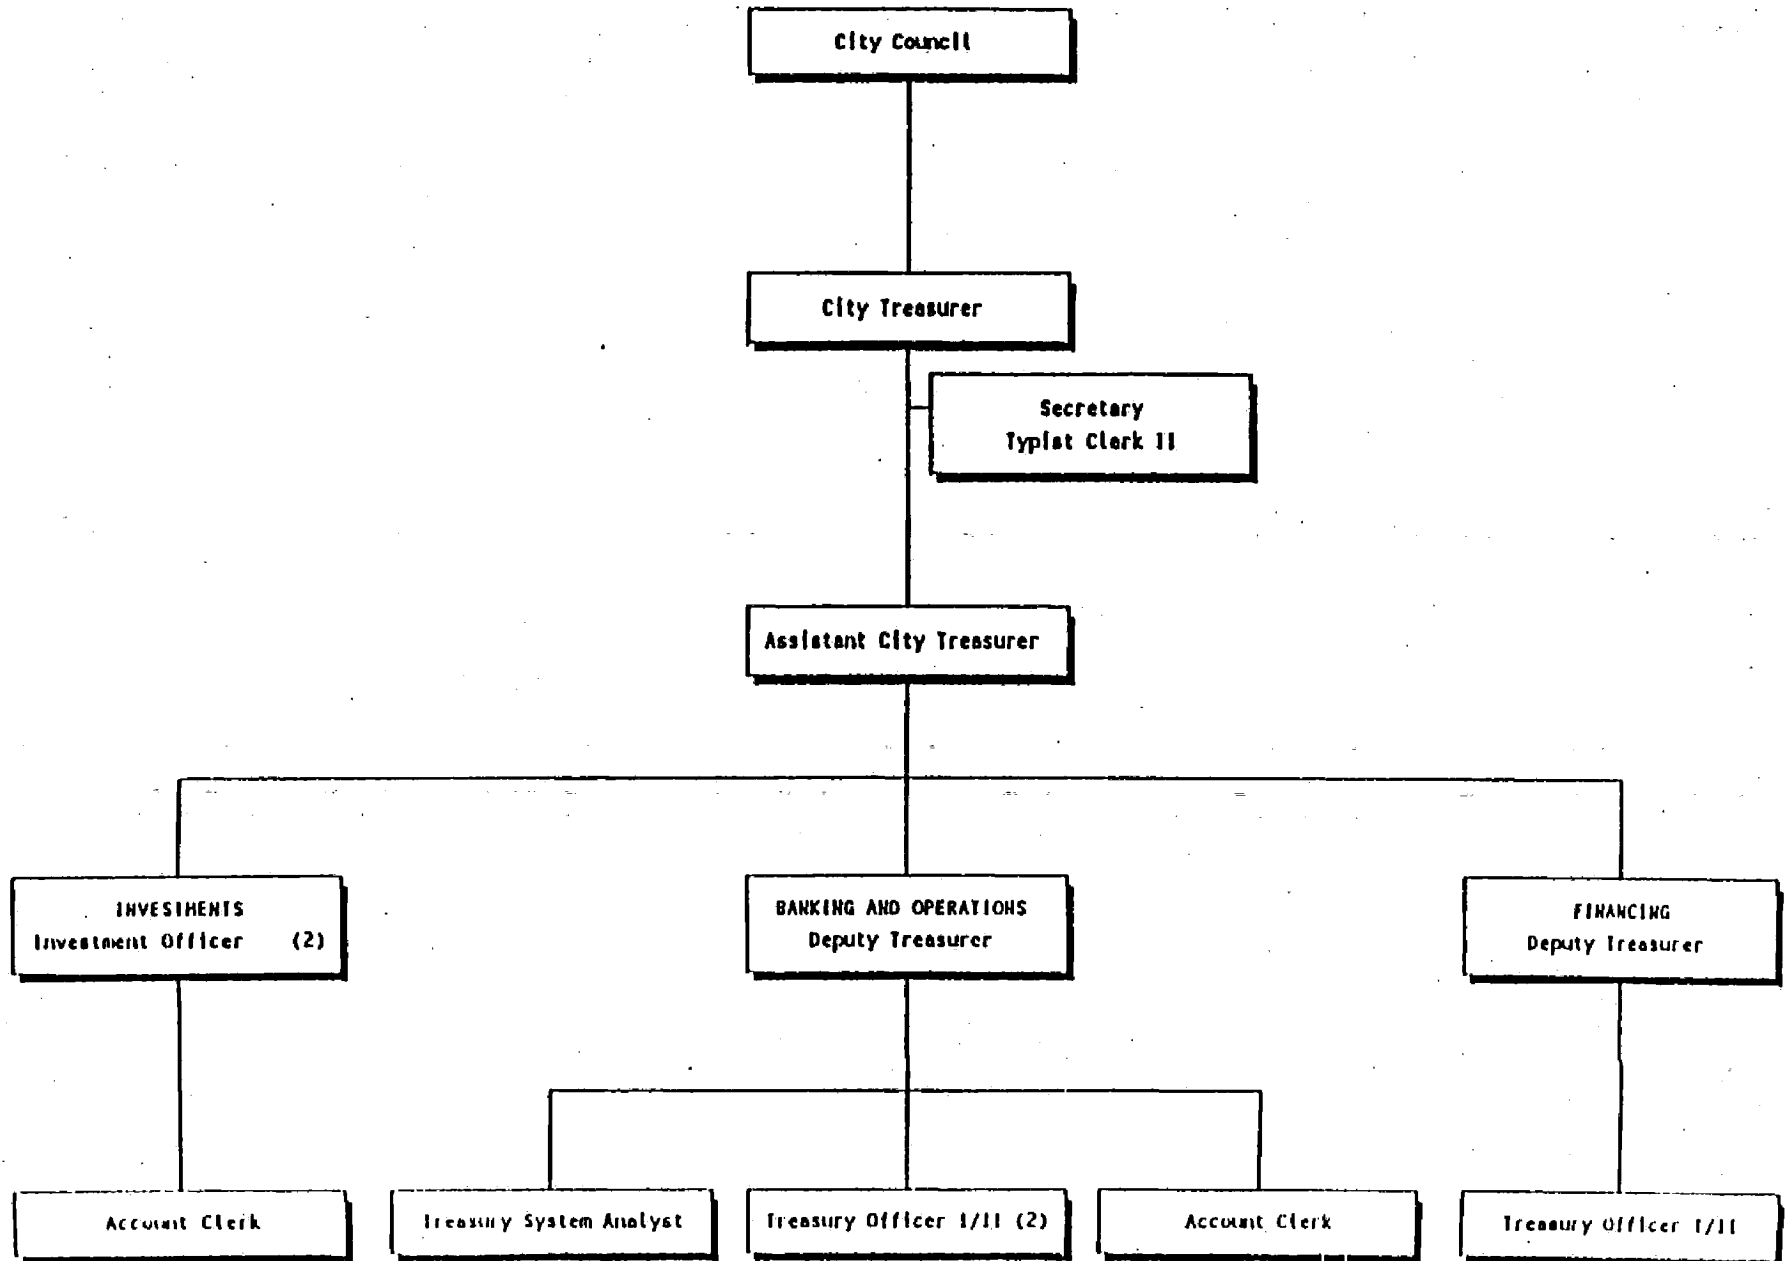 City Council
City Treasurer
Secretary
Typist Clerk II
Assistant City Treasurer
INVESTMENTS
Investment Officer (2)
BANKING AND OPERATIONS
Deputy Treasurer
FINANCING
Deputy Treasurer
Account Clerk
Treasury System Analyst
Treasury Officer I/II (2)
Account Clerk
Treasury Officer I/II